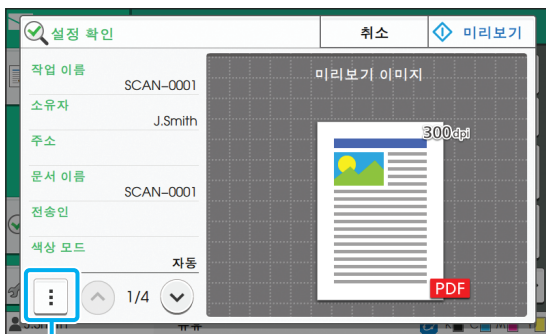 설정 확인
취소
미리보기
작업 이름
SCAN-0001
소유자
J.Smith
주소
문서 이름
SCAN-0001
전송인
색상 모드
자동
1/4
미리보기 이미지
300dpi
PDF
J.Smith
K C M Y